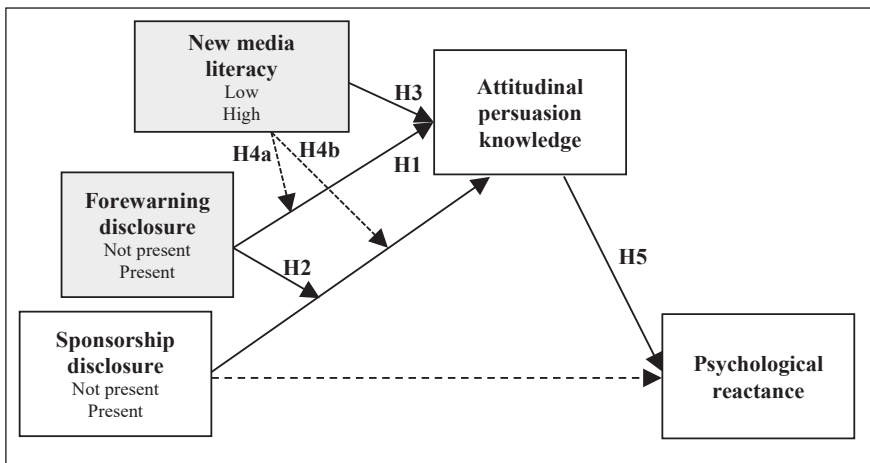 New media
literacy
Low
High
H3
Attitudinal
persuasion
knowledge
H4a
H4b
H1
Forewarning
disclosure
Not present
Present
H2
H5
Sponsorship
disclosure
Not present
Present
Psychological
reactance